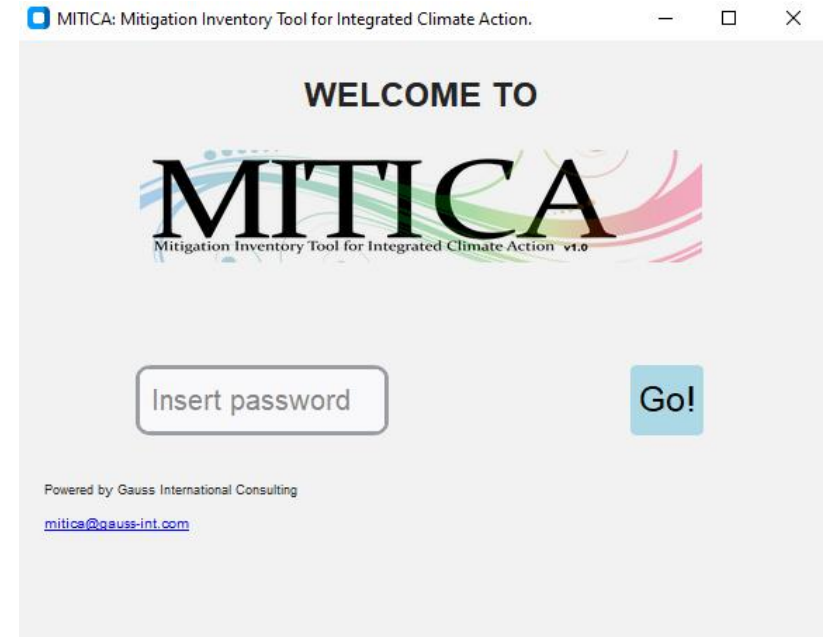 MITICA: Mitigation Inventory Tool for Integrated Climate Action.
WELCOME TO
MITICA
Mitigation Inventory Tool for Integrated Climate Action v1.0
Insert password
Go!
Powered by Gauss International Consulting
mitica@gauss-int.com